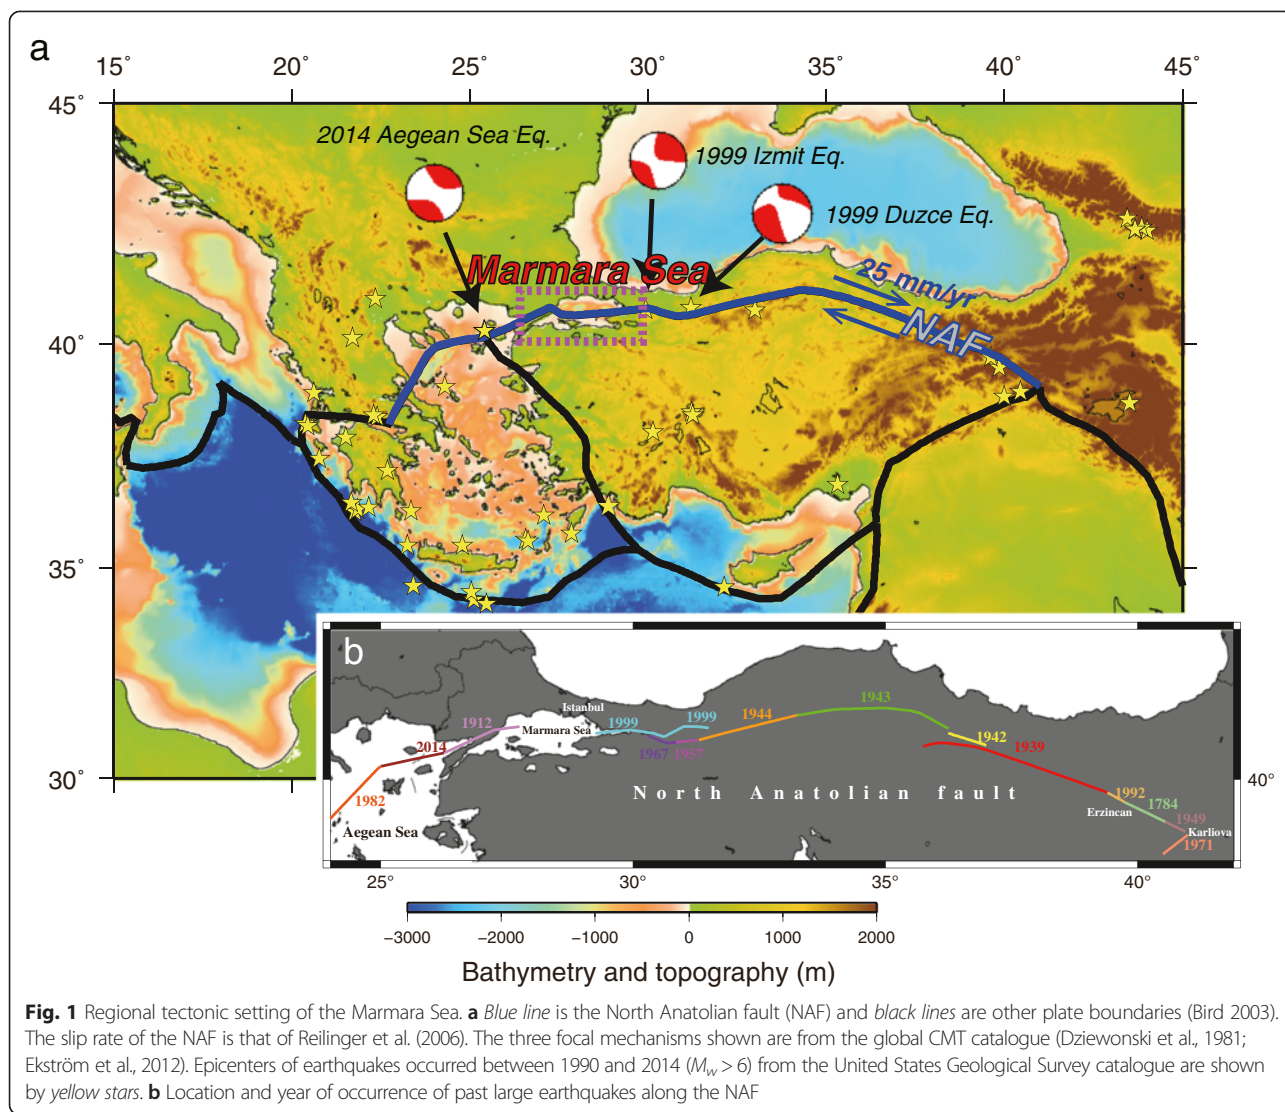 a
15° 20° 25° 30° 35° 40° 45°
45°
2014 Aegean Sea Eq.
1999 Izmit Eq.
1999 Duzce Eq.
Marmara Sea
25 mm/yr
NAF
40°
35°
30°
b
Istanbul
1943
1912
1999
1999
1944
Marmara Sea
1942
2014
1967
1957
1939
40°
1982
North Anatolian fault
1992
1784
Erzincan
1949
Aegean Sea
Karliova
1971
25° 30° 35° 40°
−3000 −2000 −1000 0 1000 2000
Bathymetry and topography (m)
Fig. 1 Regional tectonic setting of the Marmara Sea. a Blue line is the North Anatolian fault (NAF) and black lines are other plate boundaries (Bird 2003).
The slip rate of the NAF is that of Reilinger et al. (2006). The three focal mechanisms shown are from the global CMT catalogue (Dziewonski et al., 1981;
Ekström et al., 2012). Epicenters of earthquakes occurred between 1990 and 2014 (Mw > 6) from the United States Geological Survey catalogue are shown
by yellow stars. b Location and year of occurrence of past large earthquakes along the NAF